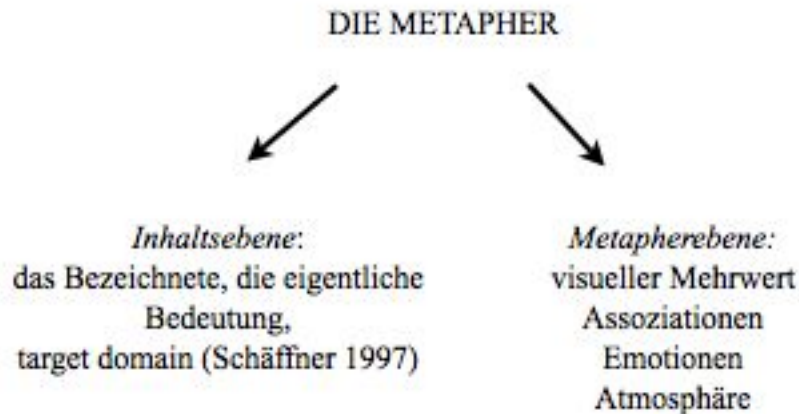 DIE METAPHER
Inhaltsebene:
das Bezeichnete, die eigentliche
Bedeutung,
target domain (Schäffner 1997)
Metapherebene:
visueller Mehrwert
Assoziationen
Emotionen
Atmosphäre